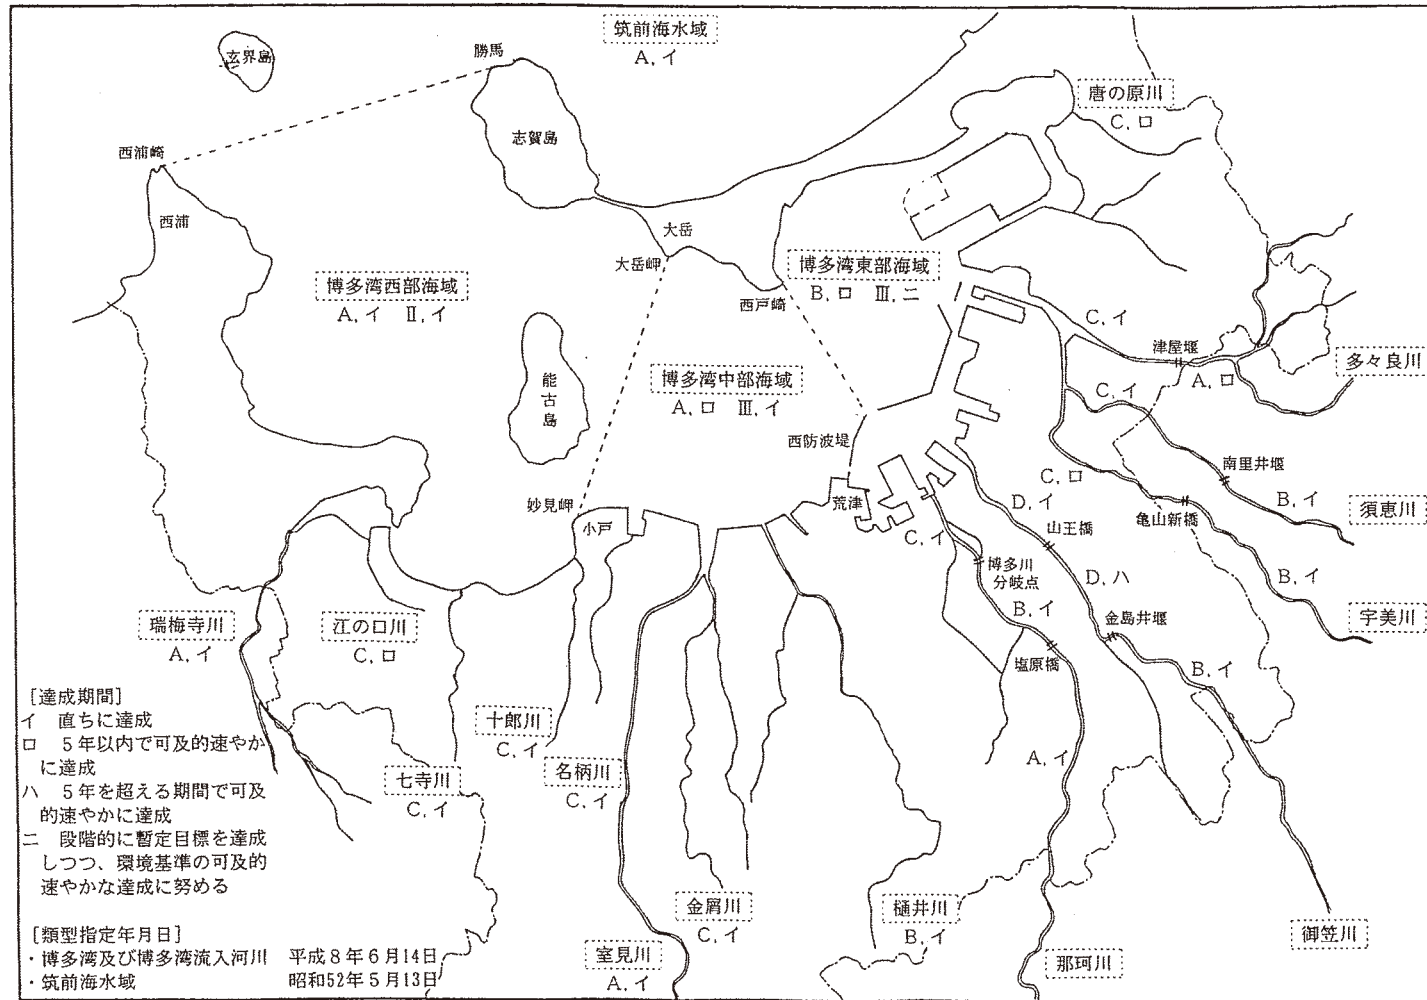 筑前海水域
A, イ
玄界島
勝馬
唐の原川
C, ロ
志賀島
西浦崎
西浦
大岳
大岳岬
博多湾東部海域
B, ロ Ⅲ, ニ
博多湾西部海域
A, イ Ⅱ, イ
西戸崎
C, イ
津屋堰
多々良川
A, ロ
能古島
博多湾中部海域
A, ロ Ⅲ, イ
C, イ
西防波堤
南里井堰
B, イ
須恵川
C, ロ
亀山新橋
妙見岬
小戸
荒津
D, イ
山王橋
C, イ
博多川
分岐点
D, ハ
B, イ
宇美川
B, イ
金島井堰
塩原橋
B, イ
瑞梅寺川
A, イ
江の口川
C, ロ
[達成期間]
イ 直ちに達成
ロ 5年以内で可及的速やか
に達成
ハ 5年を超える期間で可及
的速やかに達成
ニ 段階的に暫定目標を達成
しつつ、環境基準の可及的
速やかな達成に努める
十郎川
C, イ
七寺川
C, イ
名柄川
C, イ
A, イ
金屑川
C, イ
樋井川
B, イ
御笠川
室見川
A, イ
那珂川
[類型指定年月日]
・博多湾及び博多湾流入河川 平成8年6月14日
・筑前海水域 昭和52年5月13日